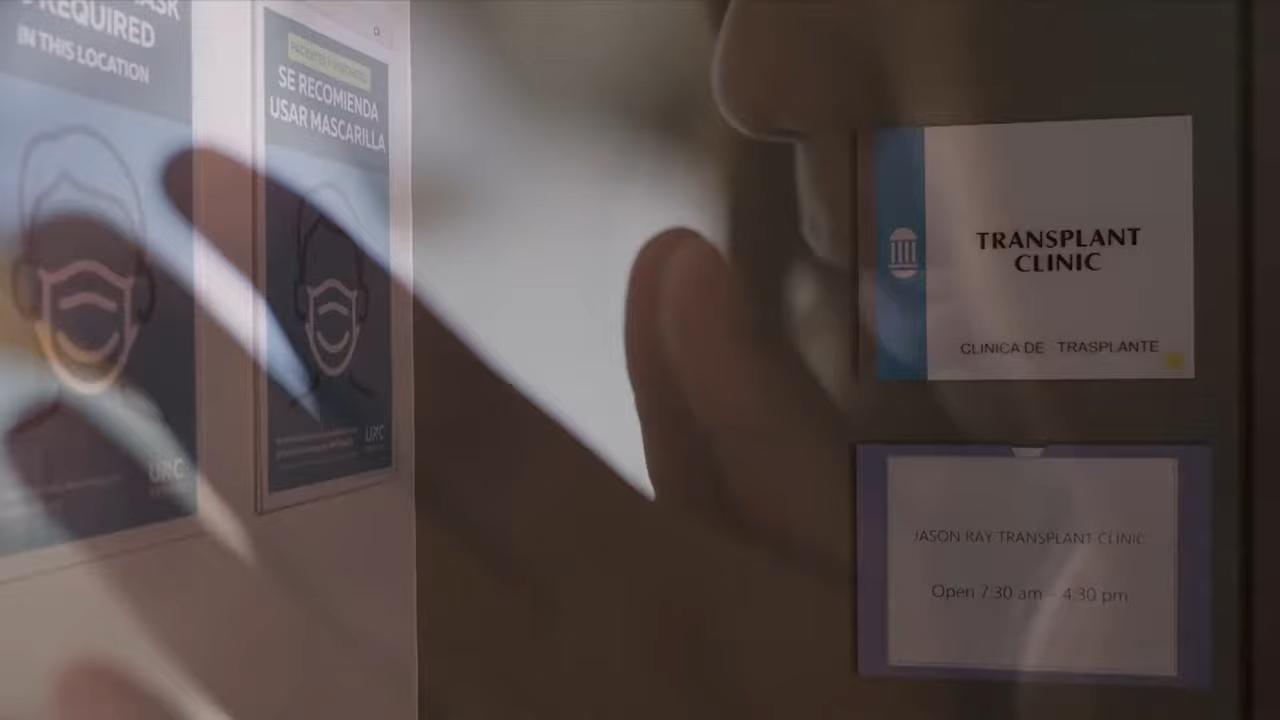 MASK
REQUIRED
IN THIS LOCATION
SE RECOMIENDA
USAR MASCARILLA
TRANSPLANT
CLINIC
CLINICA DE TRASPLANTE
JASON RAY TRANSPLANT CLINIC
Open 7:30 am – 4:30 pm